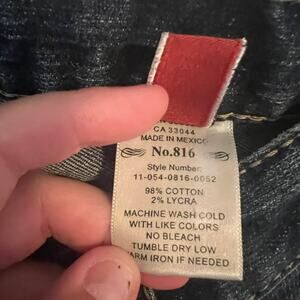 CA 33044
MADE IN MEXICO
No.816
Style Number:
11-054-0816-0052
98% COTTON
2% LYCRA
MACHINE WASH COLD
WITH LIKE COLORS
NO BLEACH
TUMBLE DRY LOW
WARM IRON IF NEEDED